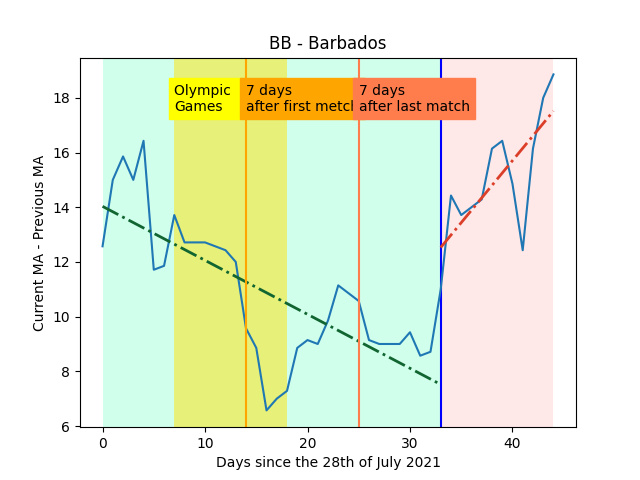 BB - Barbados
Olympic
Games
7 days
after first metch
7 days
after last match
Current MA - Previous MA
18
16
14
12
10
8
6
0
10
20
30
40
Days since the 28th of July 2021